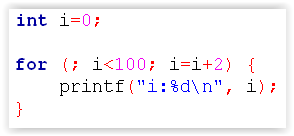 int i=0;
for (; i<100; i=i+2) {
    printf("i:%d\n", i);
}